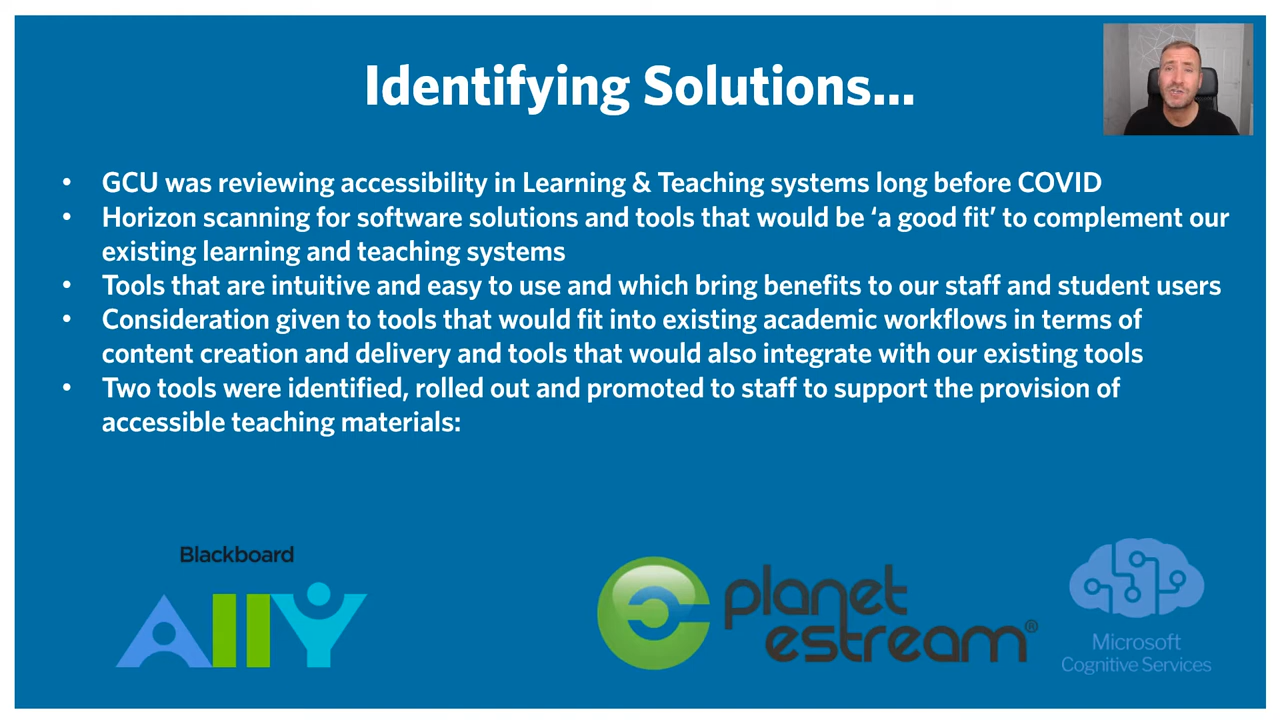 Identifying Solutions...
• GCU was reviewing accessibility in Learning & Teaching systems long before COVID
• Horizon scanning for software solutions and tools that would be ‘a good fit’ to complement our
existing learning and teaching systems
• Tools that are intuitive and easy to use and which bring benefits to our staff and student users
• Consideration given to tools that would fit into existing academic workflows in terms of
content creation and delivery and tools that would also integrate with our existing tools
• Two tools were identified, rolled out and promoted to staff to support the provision of
accessible teaching materials:
Blackboard
Ally
planet
estream®
Microsoft
Cognitive Services